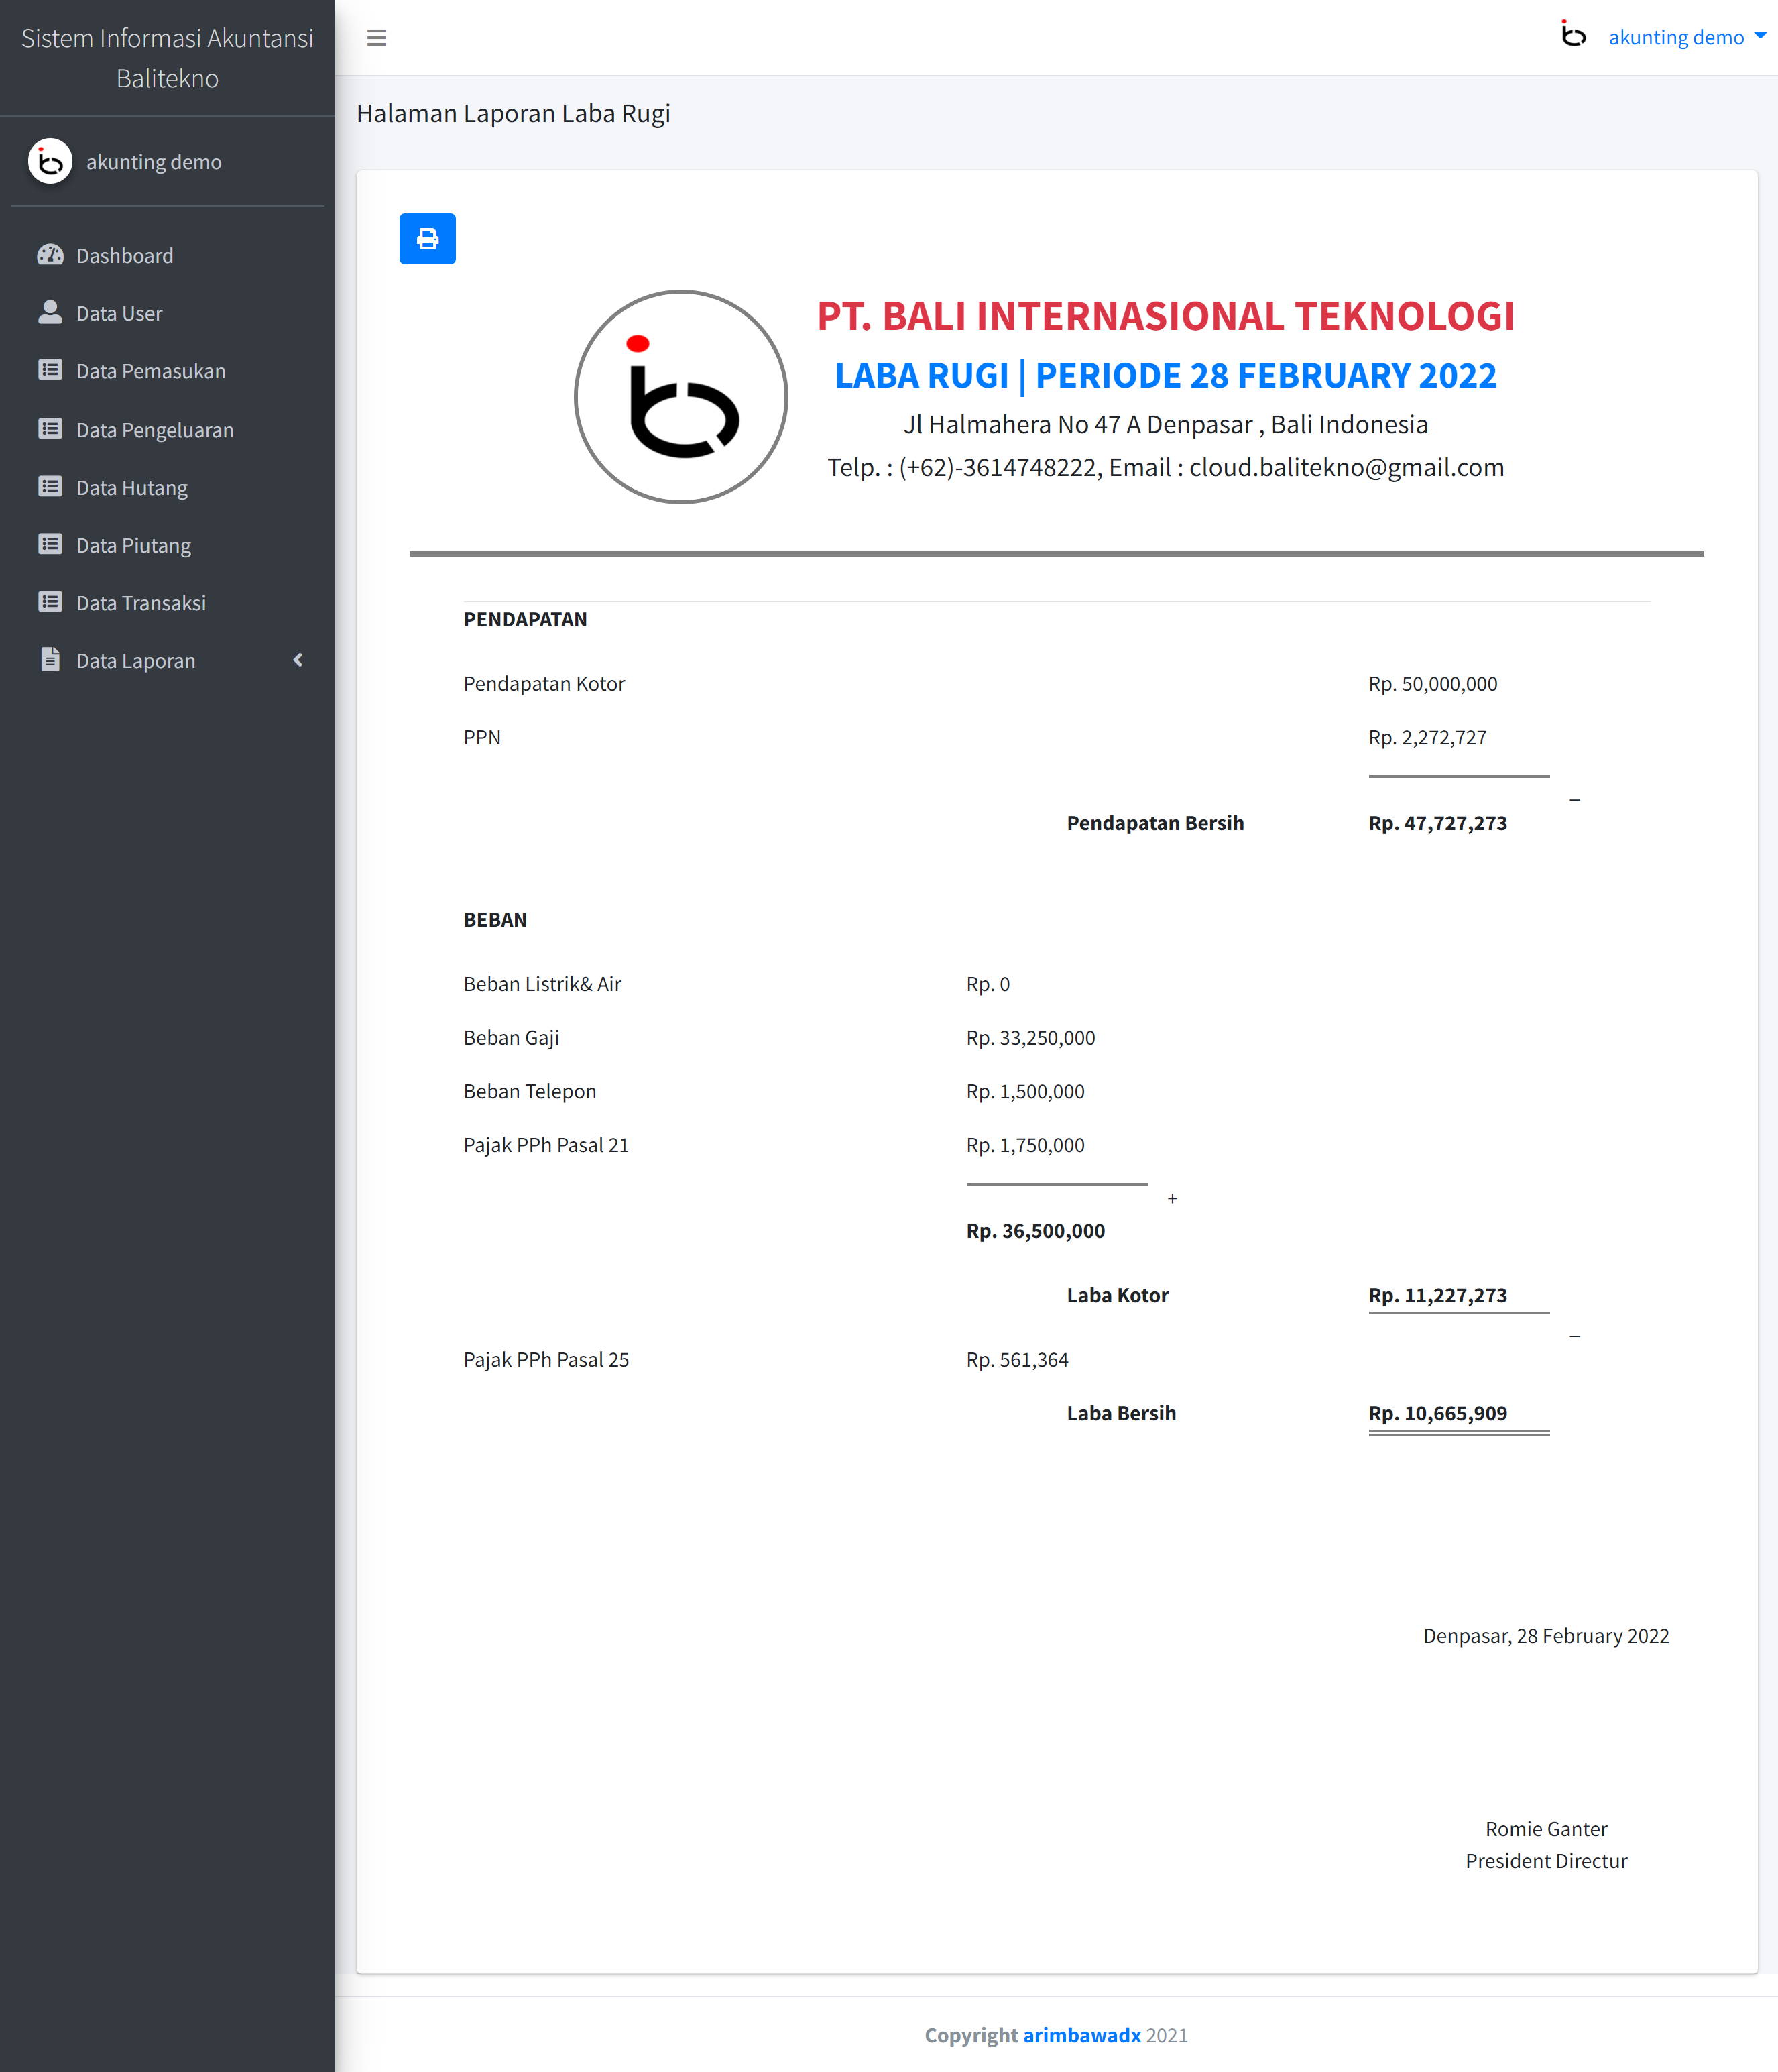 Sistem Informasi Akuntansi
Balitekno
akunting demo
Dashboard
Data User
Data Pemasukan
Data Pengeluaran
Data Hutang
Data Piutang
Data Transaksi
Data Laporan
akunting demo
Halaman Laporan Laba Rugi
PT. BALI INTERNASIONAL TEKNOLOGI
LABA RUGI | PERIODE 28 FEBRUARY 2022
Jl Halmahera No 47 A Denpasar , Bali Indonesia
Telp. : (+62)-3614748222, Email : cloud.balitekno@gmail.com
PENDAPATAN
Pendapatan Kotor Rp. 50,000,000
PPN Rp. 2,272,727
_
Pendapatan Bersih Rp. 47,727,273
BEBAN
Beban Listrik& Air Rp. 0
Beban Gaji Rp. 33,250,000
Beban Telepon Rp. 1,500,000
Pajak PPh Pasal 21 Rp. 1,750,000
+
Rp. 36,500,000
Laba Kotor Rp. 11,227,273
_
Pajak PPh Pasal 25 Rp. 561,364
Laba Bersih Rp. 10,665,909
Denpasar, 28 February 2022
Romie Ganter
President Directur
Copyright arimbawadx 2021